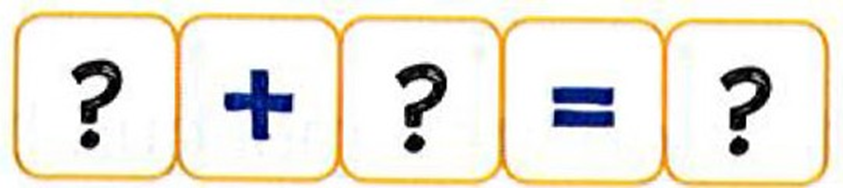 ? + ? = ?